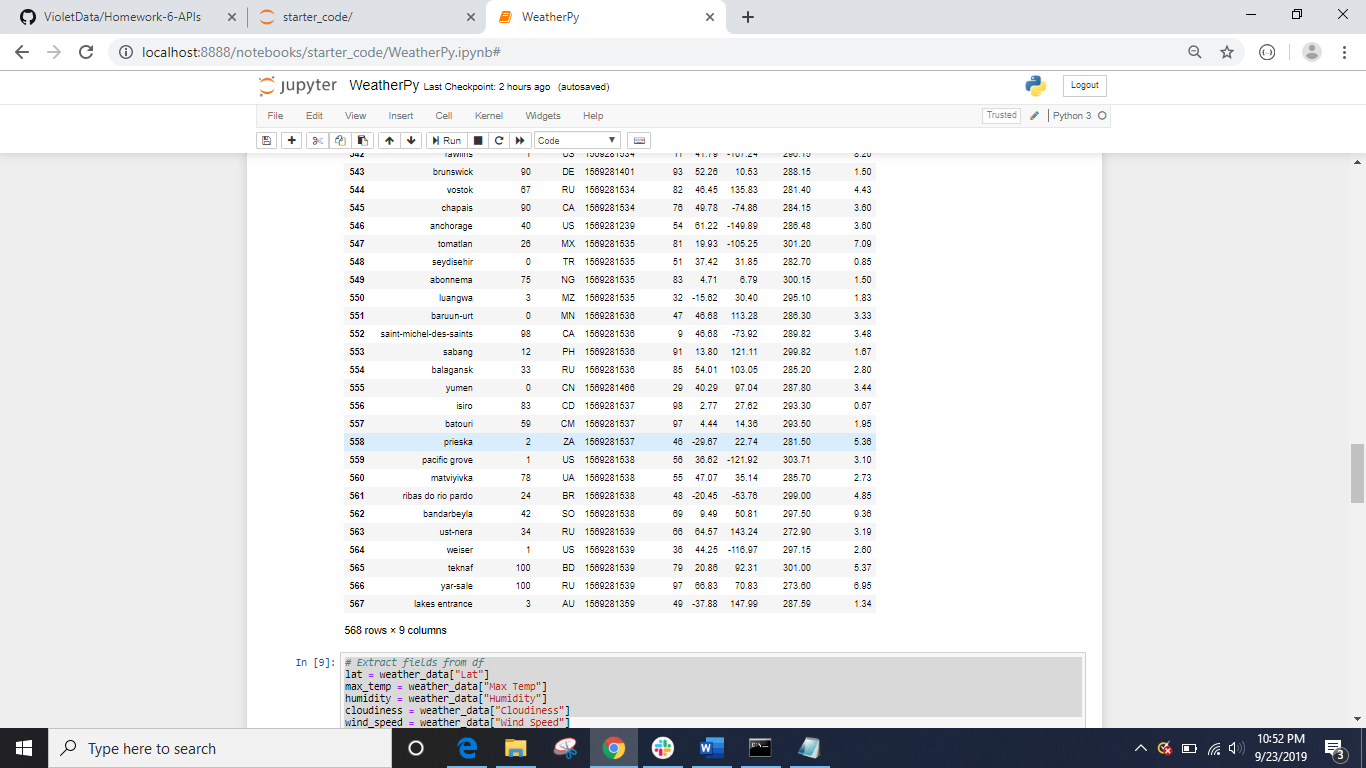 VioletData/Homework-6-APIs
starter_code/
WeatherPy
localhost:8888/notebooks/starter_code/WeatherPy.ipynb#
jupyter WeatherPy Last Checkpoint: 2 hours ago (autosaved)
Logout
File Edit View Insert Cell Kernel Widgets Help
Trusted Python 3
Run Code
542 rawlins 1 US 1569281534 11 41.79 -107.24 290.15 8.20
543 brunswick 90 DE 1569281401 93 52.26 10.53 288.15 1.50
544 vostok 67 RU 1569281534 82 46.45 135.83 281.40 4.43
545 chapais 90 CA 1569281534 76 49.78 -74.86 284.15 3.60
546 anchorage 40 US 1569281239 54 61.22 -149.89 286.48 3.60
547 tomatlan 26 MX 1569281535 81 19.93 -105.25 301.20 7.09
548 seydisehir 0 TR 1569281535 51 37.42 31.85 282.70 0.85
549 abonnema 75 NG 1569281535 83 4.71 6.79 300.15 1.50
550 luangwa 3 MZ 1569281535 32 -15.62 30.40 295.10 1.83
551 baruun-urt 0 MN 1569281536 47 46.68 113.28 286.30 3.33
552 saint-michel-des-saints 98 CA 1569281536 9 46.68 -73.92 289.82 3.48
553 sabang 12 PH 1569281536 91 13.80 121.11 299.82 1.67
554 balagansk 33 RU 1569281536 85 54.01 103.05 285.20 2.80
555 yumen 0 CN 1569281466 29 40.29 97.04 287.80 3.44
556 isiro 83 CD 1569281537 98 2.77 27.62 293.30 0.67
557 batouri 59 CM 1569281537 97 4.44 14.36 293.50 1.95
558 prieska 2 ZA 1569281537 46 -29.67 22.74 281.50 5.36
559 pacific grove 1 US 1569281538 56 36.62 -121.92 303.71 3.10
560 matviyivka 78 UA 1569281538 55 47.07 35.14 285.70 2.73
561 ribas do rio pardo 24 BR 1569281538 48 -20.45 -53.76 299.00 4.85
562 bandarbeyla 42 SO 1569281538 69 9.49 50.81 297.50 9.36
563 ust-nera 34 RU 1569281539 66 64.57 143.24 272.90 3.19
564 weiser 1 US 1569281539 36 44.25 -116.97 297.15 2.60
565 teknaf 100 BD 1569281539 79 20.86 92.31 301.00 5.37
566 yar-sale 100 RU 1569281539 97 66.83 70.83 273.60 6.95
567 lakes entrance 3 AU 1569281359 49 -37.88 147.99 287.59 1.34
568 rows × 9 columns
In [9]: # Extract fields from df
lat = weather_data["Lat"]
max_temp = weather_data["Max Temp"]
humidity = weather_data["Humidity"]
cloudiness = weather_data["Cloudiness"]
wind_speed = weather_data["Wind Speed"]
Type here to search
10:52 PM
9/23/2019
3